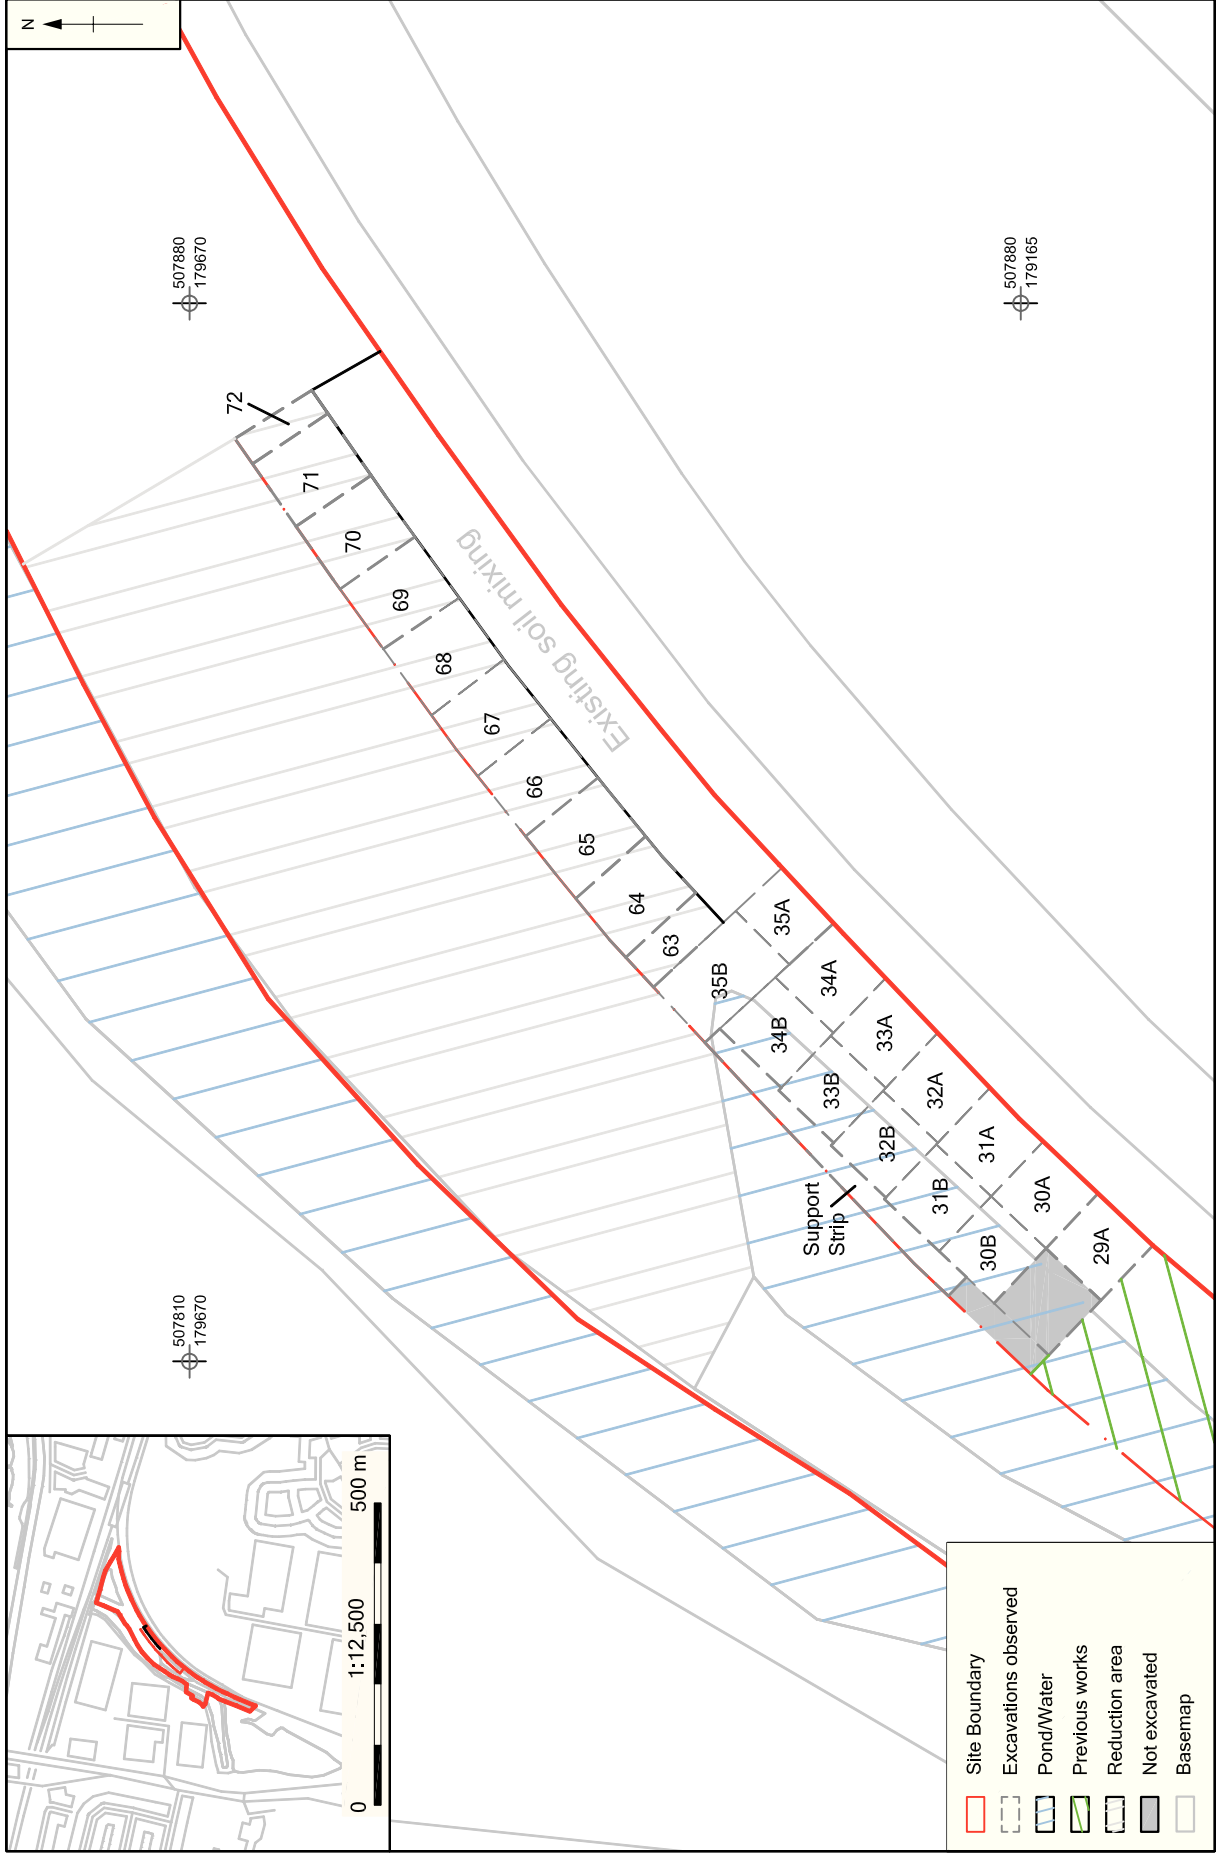 N
507880
179670
507880
179165
507810
179670
72
71
70
69
68
67
66
65
64
63
Existing soil mixing
35B
35A
34B
34A
33B
33A
32B
32A
31B
31A
30B
30A
29A
Support
Strip
0
1:12,500
500 m
Site Boundary
Excavations observed
Pond/Water
Previous works
Reduction area
Not excavated
Basemap